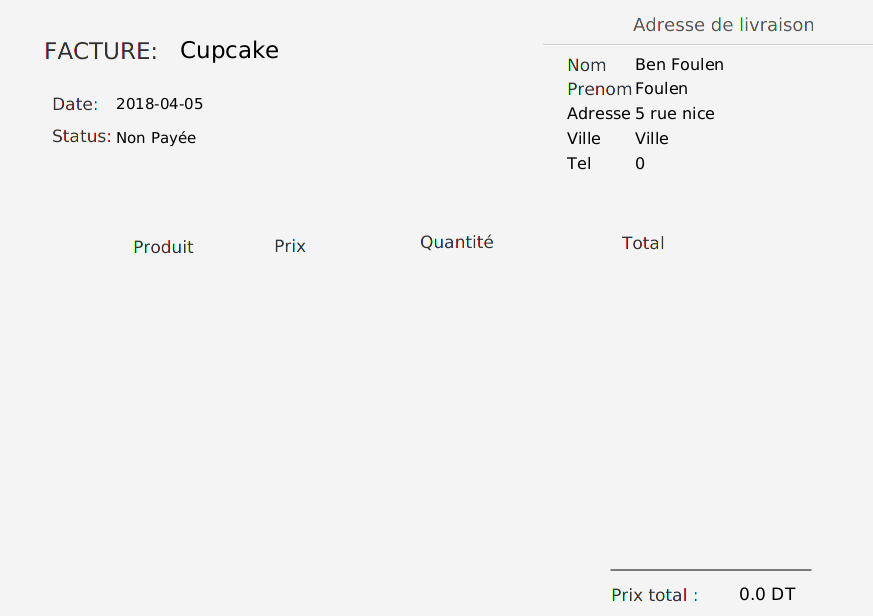 FACTURE: Cupcake
Date: 2018-04-05
Status: Non Payée
Adresse de livraison
Nom Ben Foulen
Prenom Foulen
Adresse 5 rue nice
Ville Ville
Tel 0
Produit Prix Quantité Total
Prix total : 0.0 DT